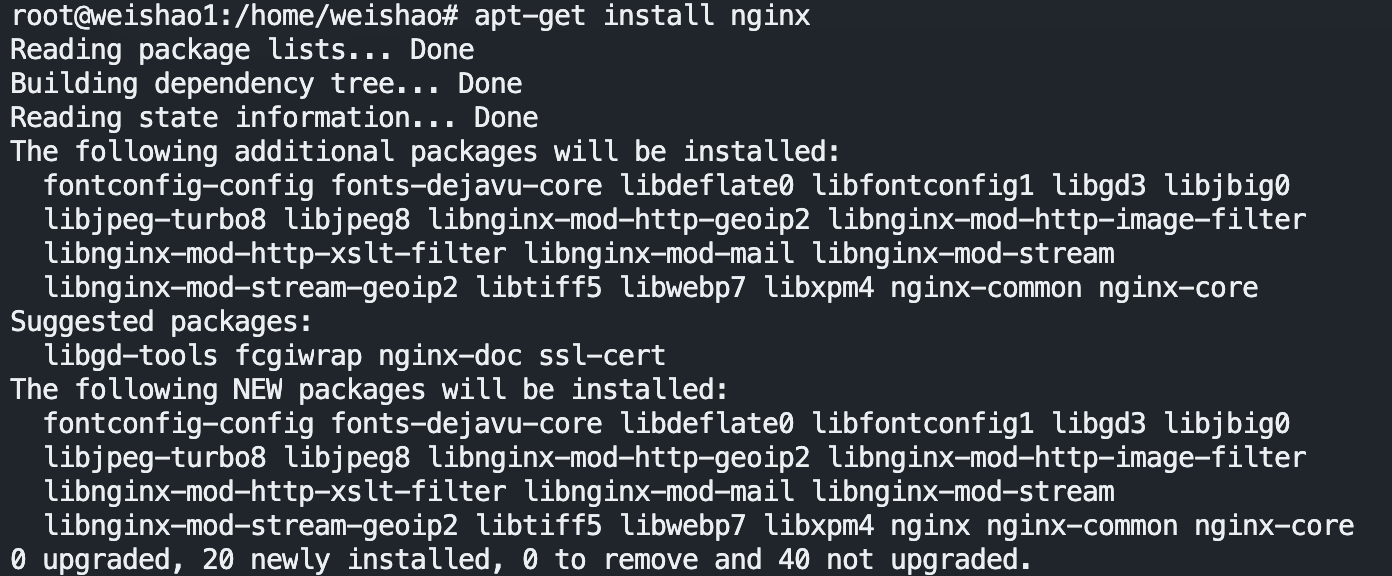 root@weishao1:/home/weishao# apt-get install nginx
Reading package lists... Done
Building dependency tree... Done
Reading state information... Done
The following additional packages will be installed:
  fontconfig-config fonts-dejavu-core libdeflate0 libfontconfig1 libgd3 libjbig0
  libjpeg-turbo8 libjpeg8 libnginx-mod-http-geoip2 libnginx-mod-http-image-filter
  libnginx-mod-http-xslt-filter libnginx-mod-mail libnginx-mod-stream
  libnginx-mod-stream-geoip2 libtiff5 libwebp7 libxpm4 nginx-common nginx-core
Suggested packages:
  libgd-tools fcgiwrap nginx-doc ssl-cert
The following NEW packages will be installed:
  fontconfig-config fonts-dejavu-core libdeflate0 libfontconfig1 libgd3 libjbig0
  libjpeg-turbo8 libjpeg8 libnginx-mod-http-geoip2 libnginx-mod-http-image-filter
  libnginx-mod-http-xslt-filter libnginx-mod-mail libnginx-mod-stream
  libnginx-mod-stream-geoip2 libtiff5 libwebp7 libxpm4 nginx nginx-common nginx-core
0 upgraded, 20 newly installed, 0 to remove and 40 not upgraded.